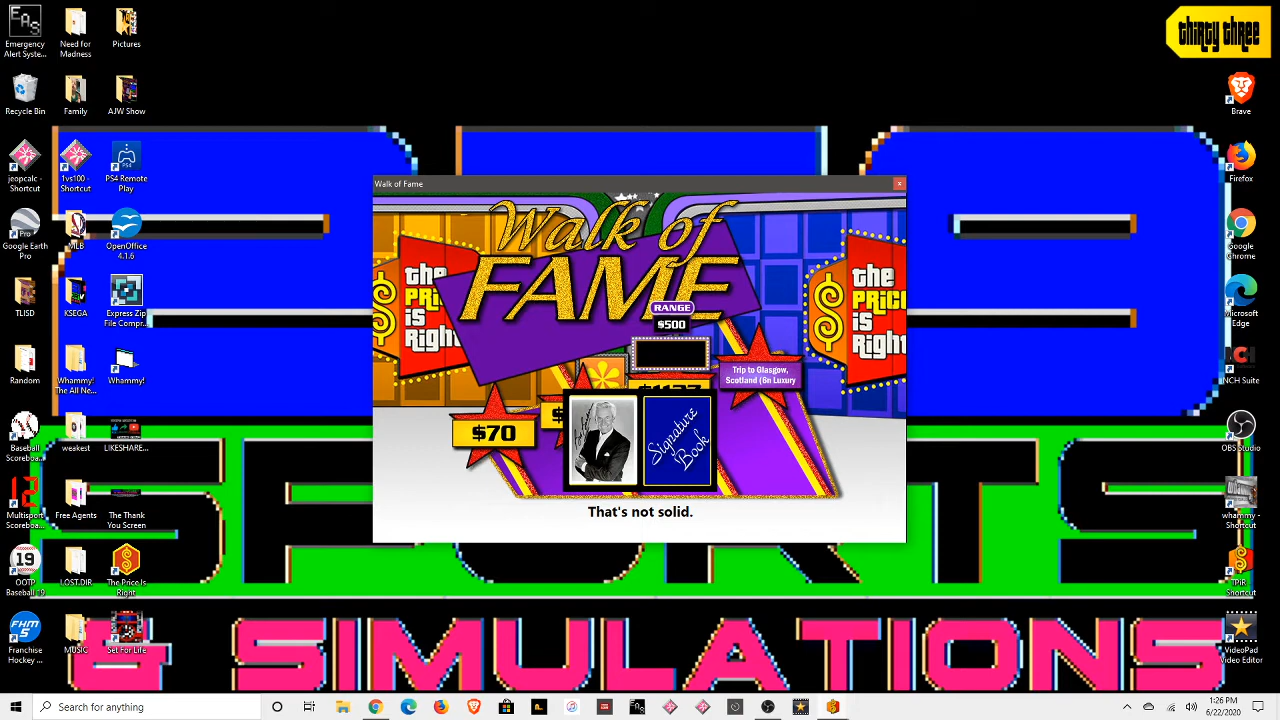 Emergency
Alert Syste...
Need for
Madness
Pictures
thirty three
Recycle Bin
Family
AJW Show
Brave
jeopcalc -
Shortcut
1vs100 -
Shortcut
PS4 Remote
Play
Firefox
Walk of Fame
Google Earth
Pro
MLB
OpenOffice
4.1.6
Google
Chrome
Walk of
FAME
the
PRiCE
is
Right
the
PRICE
is
Right
RANGE
$500
TLISD
KSEGA
Express Zip
File Compr...
Microsoft
Edge
Random
Whammy!
The All Ne...
Whammy!
NCH Suite
Trip to Glasgow,
Scotland (6n Luxury
$70
Signature
Book
Baseball
Scoreboa...
weakest
LIKESHARE...
OBS Studio
That's not solid.
Multisport
Scoreboa...
Free Agents
The Thank
You Screen
whammy -
Shortcut
19
OOTP
Baseball 19
LOST.DIR
The Price Is
Right
TPiR -
Shortcut
FHM
5
Franchise
Hockey ...
MUSIC
Set For Life
VideoPad
Video Editor
SPORTS
& SIMULATIONS
Search for anything
1:26 PM
6/22/2020